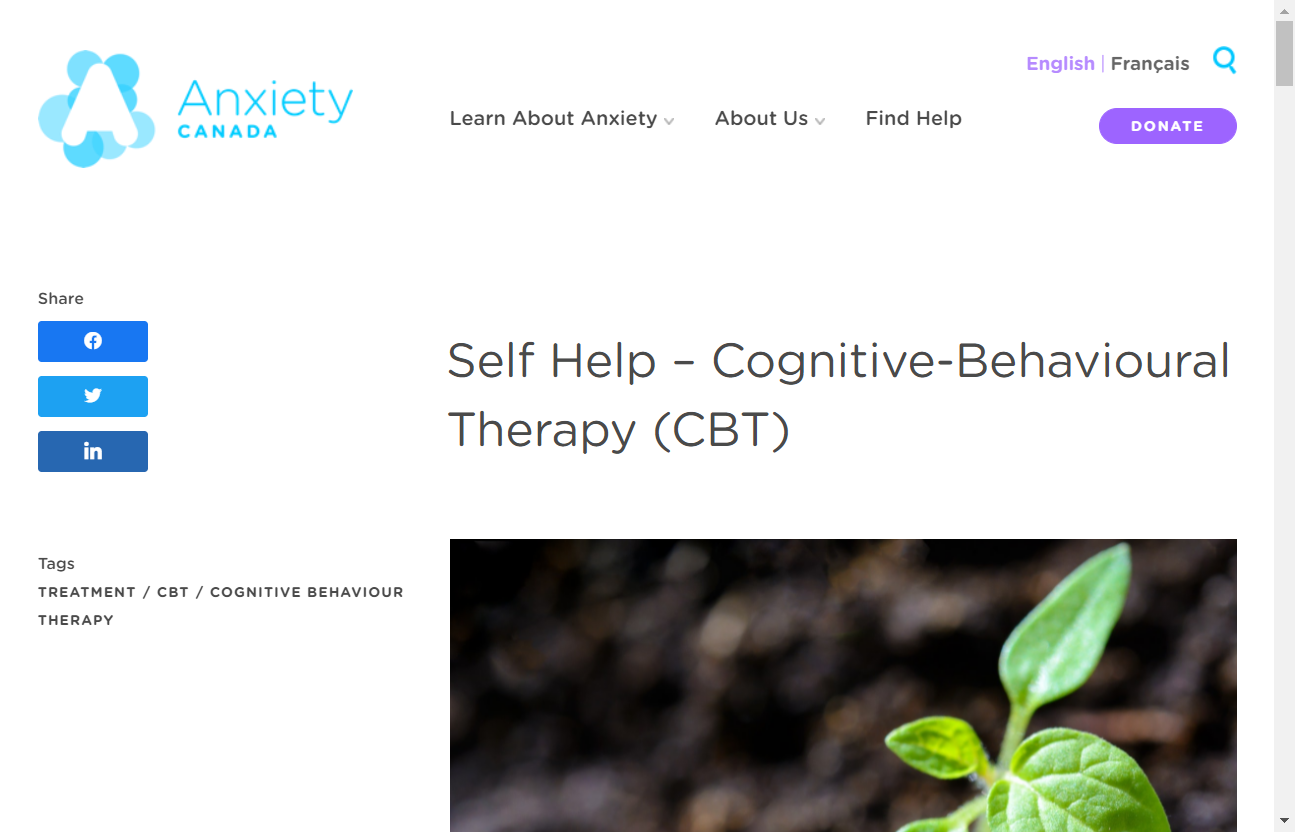 Anxiety
CANADA
English | Français
Learn About Anxiety
About Us
Find Help
DONATE
Share
Self Help – Cognitive-Behavioural
Therapy (CBT)
Tags
TREATMENT / CBT / COGNITIVE BEHAVIOUR
THERAPY